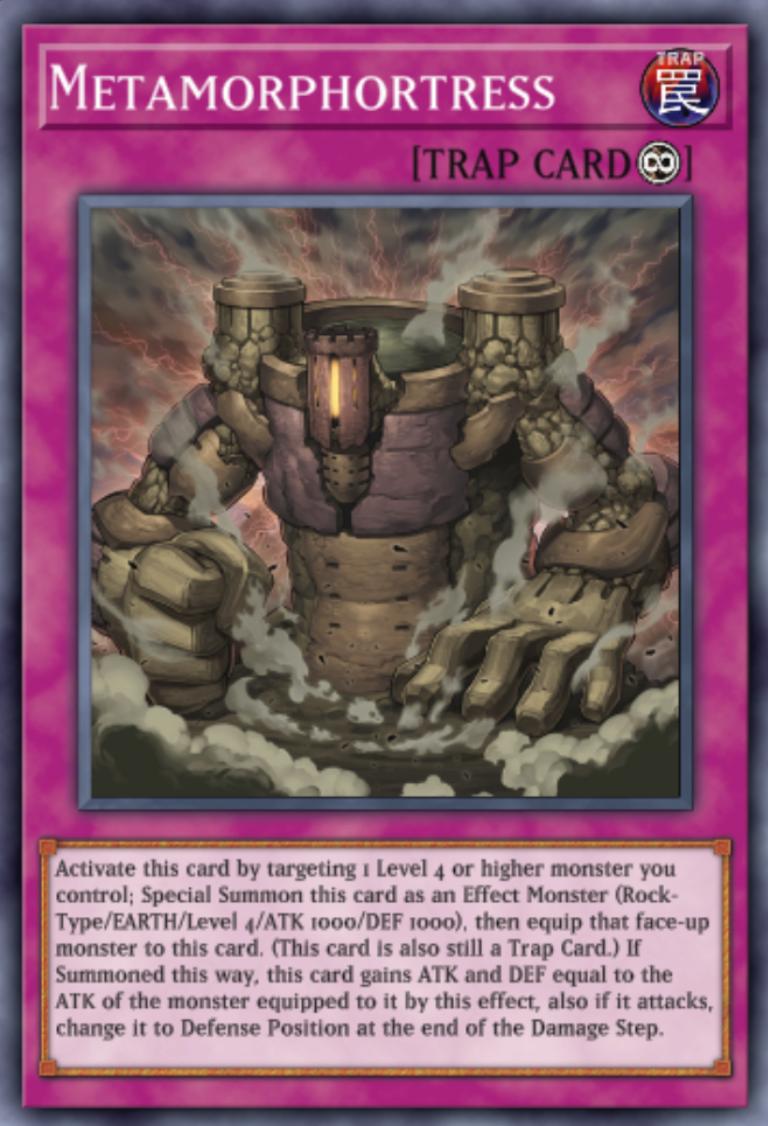 METAMORPHORTRESS
TRAP
罠
[TRAP CARD]
Activate this card by targeting 1 Level 4 or higher monster you
control; Special Summon this card as an Effect Monster (Rock-
Type/EARTH/Level 4/ATK 1000/DEF 1000), then equip that face-up
monster to this card. (This card is also still a Trap Card.) If
Summoned this way, this card gains ATK and DEF equal to the
ATK of the monster equipped to it by this effect, also if it attacks,
change it to Defense Position at the end of the Damage Step.